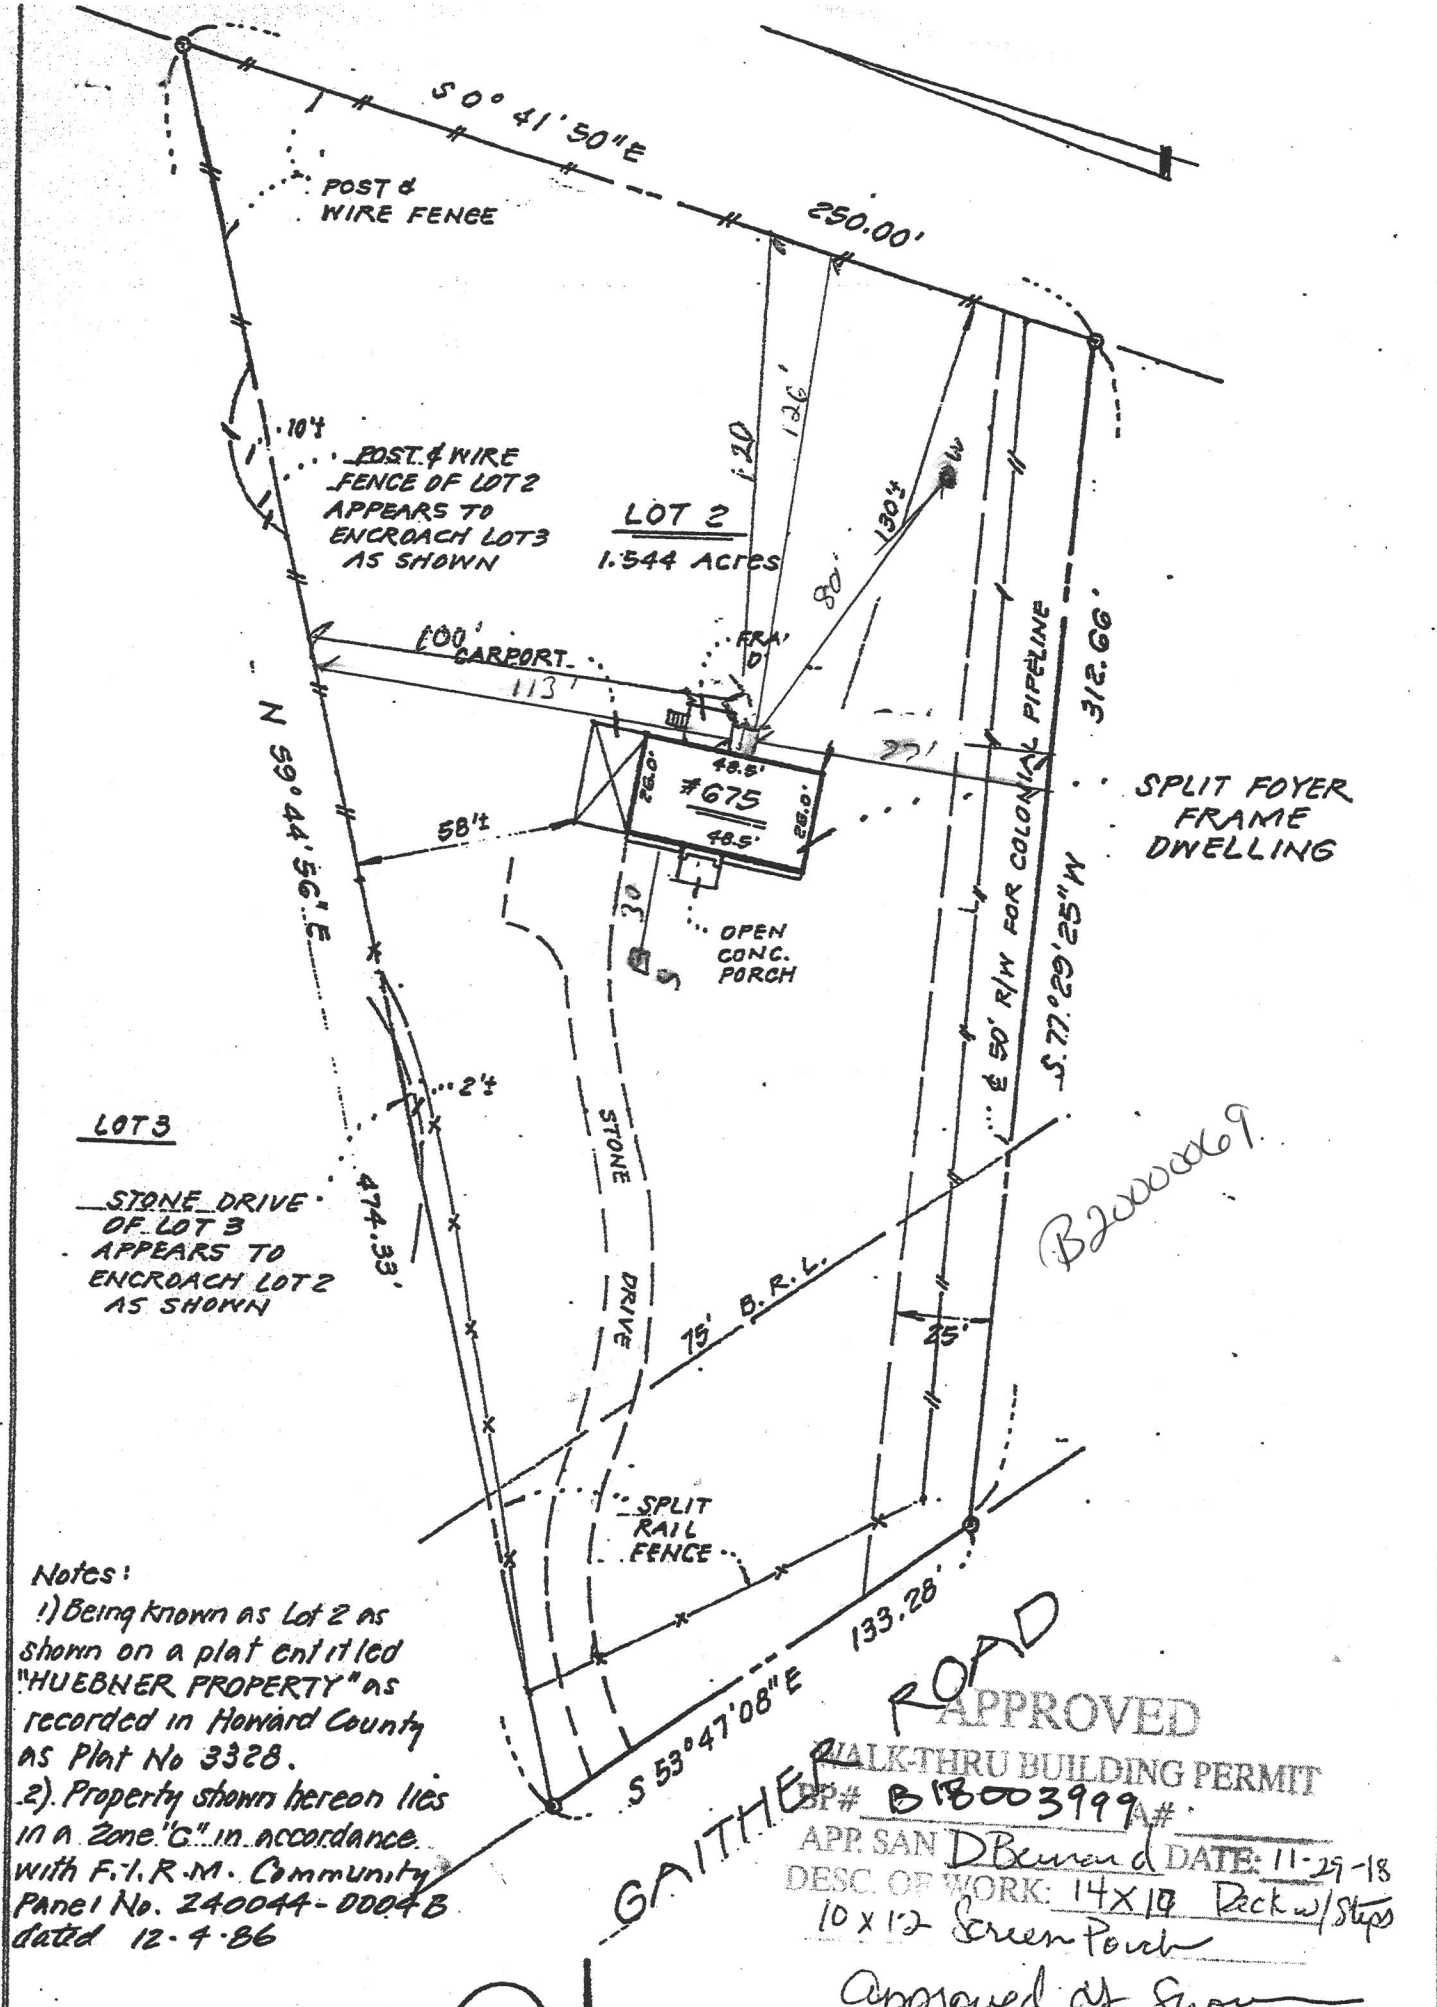 S 0° 41' 50" E
250.00'
POST &
WIRE FENCE
10'±
POST & WIRE
FENCE OF LOT 2
APPEARS TO
ENCROACH LOT 3
AS SHOWN
LOT 2
1.544 Acres
120
126'
130'±
80'
W
100'
CARPORT
113'
FRA'
D
N 59° 44' 56" E
474.33'
58'±
26.0'
48.5'
#675
48.5'
26.0'
SPLIT FOYER
FRAME
DWELLING
30
S
OPEN
CONC.
PORCH
℄ 50' R/W FOR COLONIAL PIPELINE
312.66'
S. 77° 29' 25" W
2'±
LOT 3
STONE DRIVE
OF LOT 3
APPEARS TO
ENCROACH LOT 2
AS SHOWN
STONE
DRIVE
75' B.R.L.
25'
B20000069
SPLIT
RAIL
FENCE
133.28'
S 53° 47' 08" E
GAITHER ROAD
Notes:
1) Being known as Lot 2 as
shown on a plat entitled
"HUEBNER PROPERTY" as
recorded in Howard County
as Plat No 3328.
2). Property shown hereon lies
in a Zone "C" in accordance
with F.I.R.M. Community
Panel No. 240044-0004B
dated 12-4-86
APPROVED
WALK-THRU BUILDING PERMIT
BP# B18003999 A#
APP. SAN DBernard DATE: 11-29-18
DESC. OF WORK: 14x14 Deck w/ Steps
10 x 12 Screen Porch
Approved